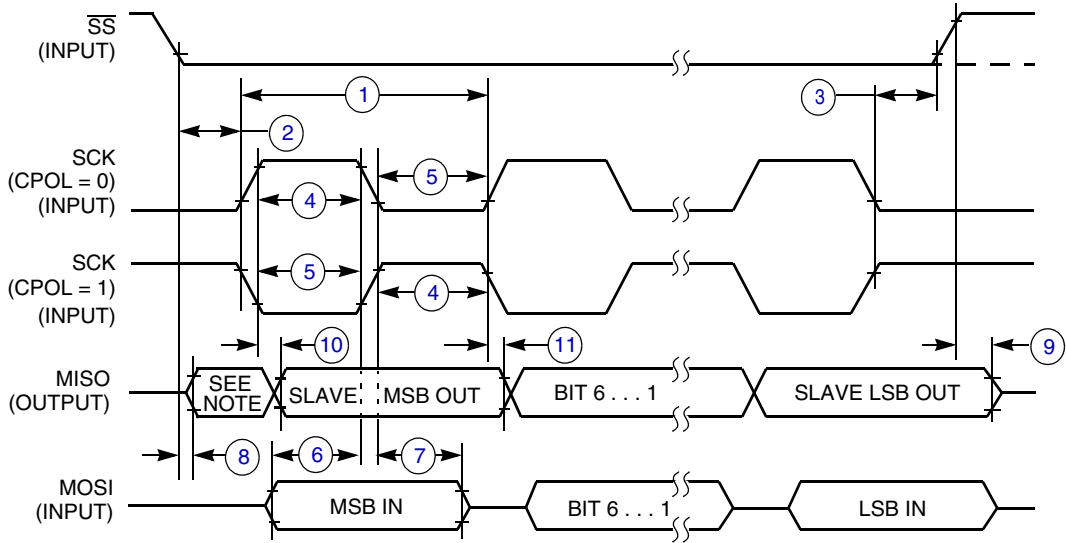 SS
(INPUT)
1
3
2
SCK
(CPOL = 0)
(INPUT)
4
5
SCK
(CPOL = 1)
(INPUT)
5
4
10
11
9
MISO
(OUTPUT)
SEE
NOTE
SLAVE
MSB OUT
BIT 6 . . . 1
SLAVE LSB OUT
8
6
7
MOSI
(INPUT)
MSB IN
BIT 6 . . . 1
LSB IN